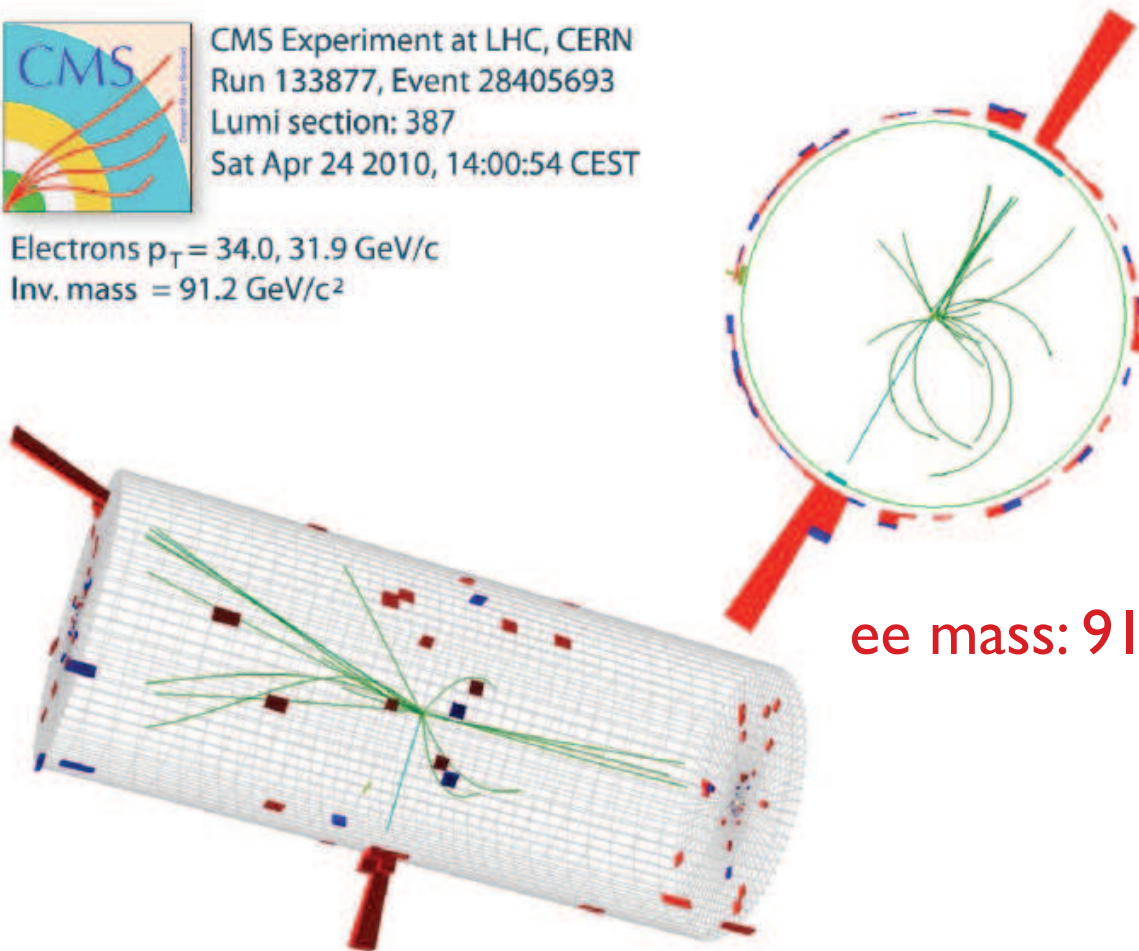 CMS
CMS Experiment at LHC, CERN
Run 133877, Event 28405693
Lumi section: 387
Sat Apr 24 2010, 14:00:54 CEST
Electrons pT = 34.0, 31.9 GeV/c
Inv. mass = 91.2 GeV/c²
ee mass: 91